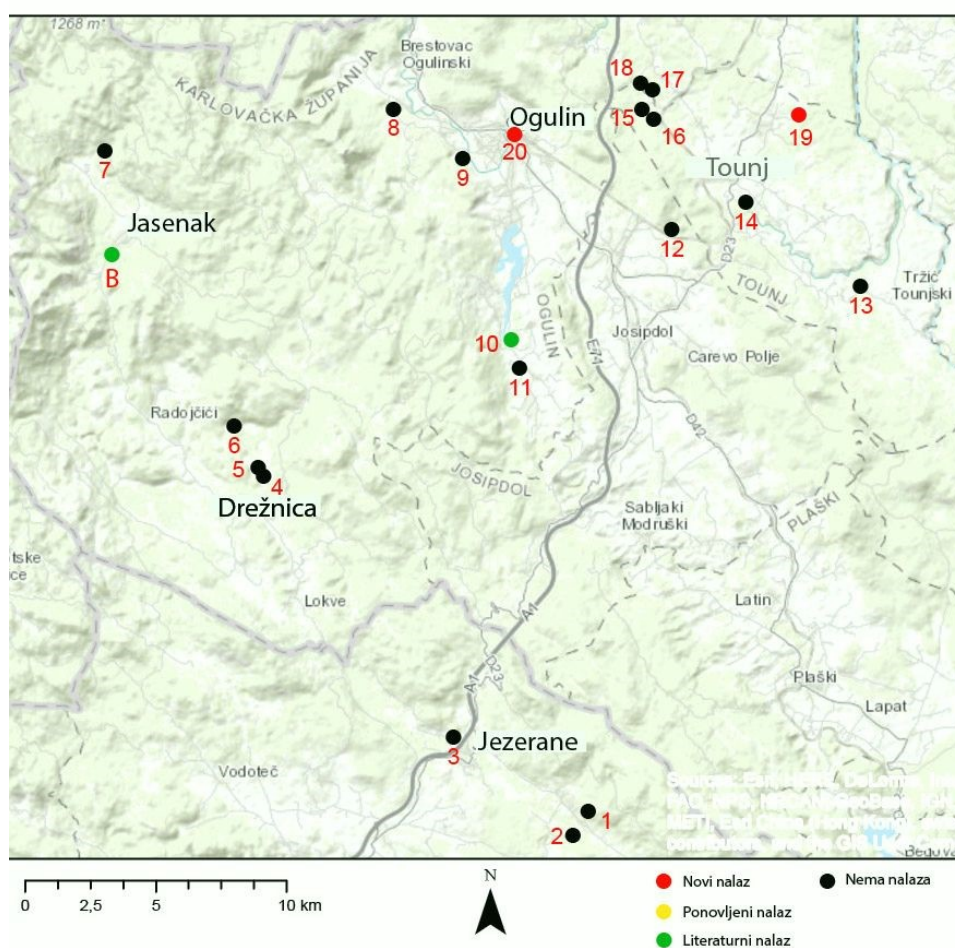 1268 m
Brestovac
Ogulinski
KARLOVAČKA ŽUPANIJA
18
17
8
Ogulin
15
16
19
20
7
9
Tounj
Jasenak
14
12
D23
B
TOUNJ
Tržić
Tounjski
13
OGULIN
10
Josipdol
E74
Carevo Polje
11
Radojčići
D42
6
5
4
JOSIPDOL
PLAŠKI
Drežnica
Sabljaki
Modruški
Lokve
Latin
A1
D23
A1
Plaški
Lapat
Jezerane
3
Vodoteč
1
2
0 2,5 5 10 km
N
Novi nalaz
Nema nalaza
Ponovljeni nalaz
Literaturni nalaz